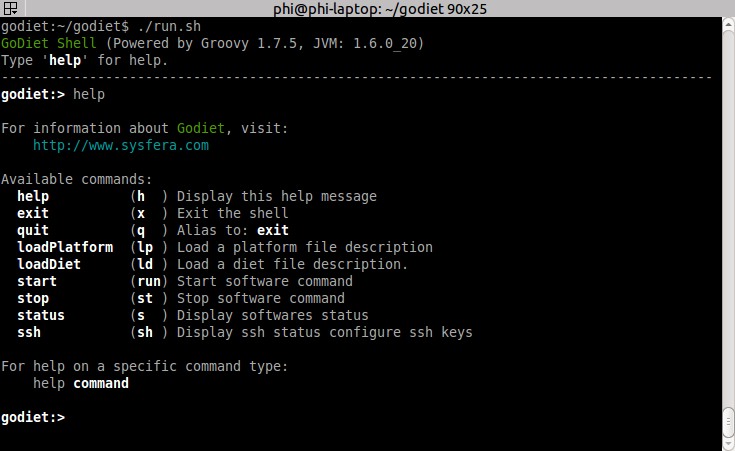 phi@phi-laptop: ~/godiet 90x25
godiet:~/godiet$ ./run.sh
GoDiet Shell (Powered by Groovy 1.7.5, JVM: 1.6.0_20)
Type 'help' for help.
-----------------------------------------------------------------------------------------
godiet:> help
For information about Godiet, visit:
    http://www.sysfera.com
Available commands:
  help          (h  ) Display this help message
  exit          (x  ) Exit the shell
  quit          (q  ) Alias to: exit
  loadPlatform  (lp ) Load a platform file description
  loadDiet      (ld ) Load a diet file description.
  start         (run) Start software command
  stop          (st ) Stop software command
  status        (s  ) Display softwares status
  ssh           (sh ) Display ssh status configure ssh keys
For help on a specific command type:
    help command
godiet:>